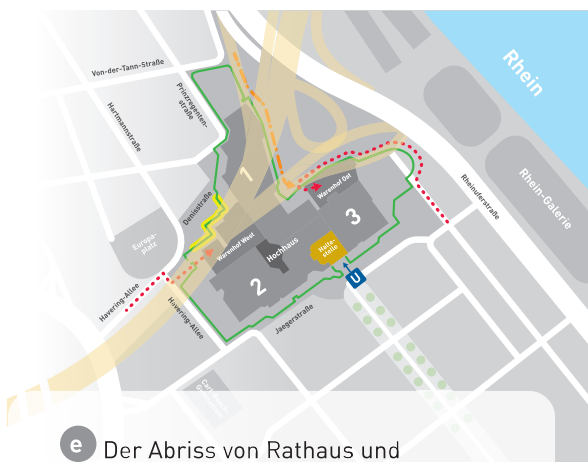 Von-der-Tann-Straße
Prinzregenten-
straße
Hartmannstraße
Rhein
Rhein-Galerie
Rheinuferstraße
Denisstraße
1
Warenhof Ost
3
Europa-
platz
Warenhof West
Hochhaus
Halte-
stelle
2
U
Havering-Allee
Havering-Allee
Jaegerstraße
e Der Abriss von Rathaus und